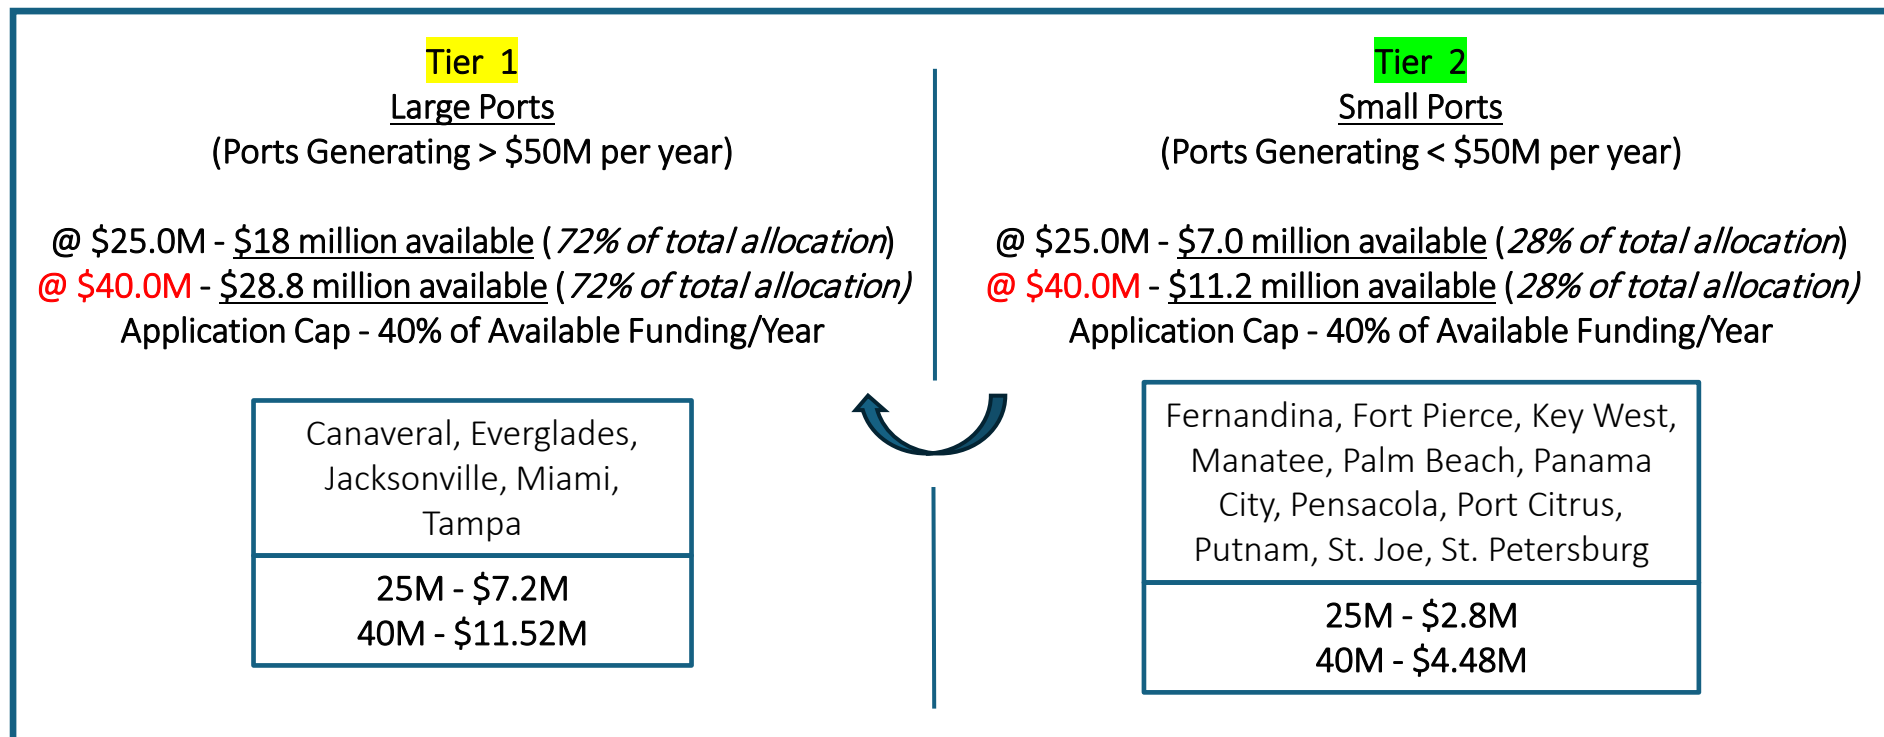 Tier 1
Large Ports
(Ports Generating > $50M per year)
@ $25.0M - $18 million available (72% of total allocation)
@ $40.0M - $28.8 million available (72% of total allocation)
Application Cap - 40% of Available Funding/Year
Canaveral, Everglades,
Jacksonville, Miami,
Tampa
25M - $7.2M
40M - $11.52M
Tier 2
Small Ports
(Ports Generating < $50M per year)
@ $25.0M - $7.0 million available (28% of total allocation)
@ $40.0M - $11.2 million available (28% of total allocation)
Application Cap - 40% of Available Funding/Year
Fernandina, Fort Pierce, Key West,
Manatee, Palm Beach, Panama
City, Pensacola, Port Citrus,
Putnam, St. Joe, St. Petersburg
25M - $2.8M
40M - $4.48M